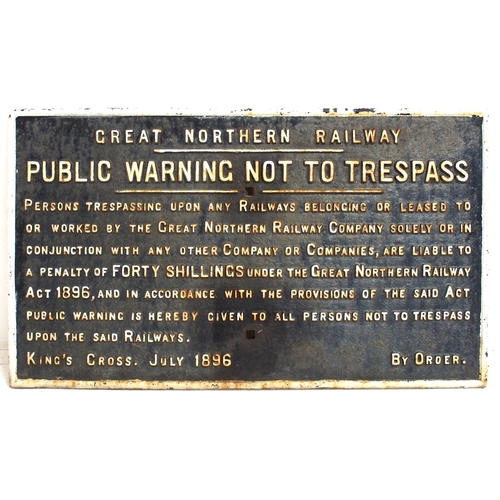 GREAT NORTHERN RAILWAY
PUBLIC WARNING NOT TO TRESPASS
PERSONS TRESPASSING UPON ANY RAILWAYS BELONGING OR LEASED TO
OR WORKED BY THE GREAT NORTHERN RAILWAY COMPANY SOLELY OR IN
CONJUNCTION WITH ANY OTHER COMPANY OR COMPANIES, ARE LIABLE TO
A PENALTY OF FORTY SHILLINGS UNDER THE GREAT NORTHERN RAILWAY
ACT 1896, AND IN ACCORDANCE WITH THE PROVISIONS OF THE SAID ACT
PUBLIC WARNING IS HEREBY GIVEN TO ALL PERSONS NOT TO TRESPASS
UPON THE SAID RAILWAYS.
KING'S CROSS. JULY 1896 BY ORDER.